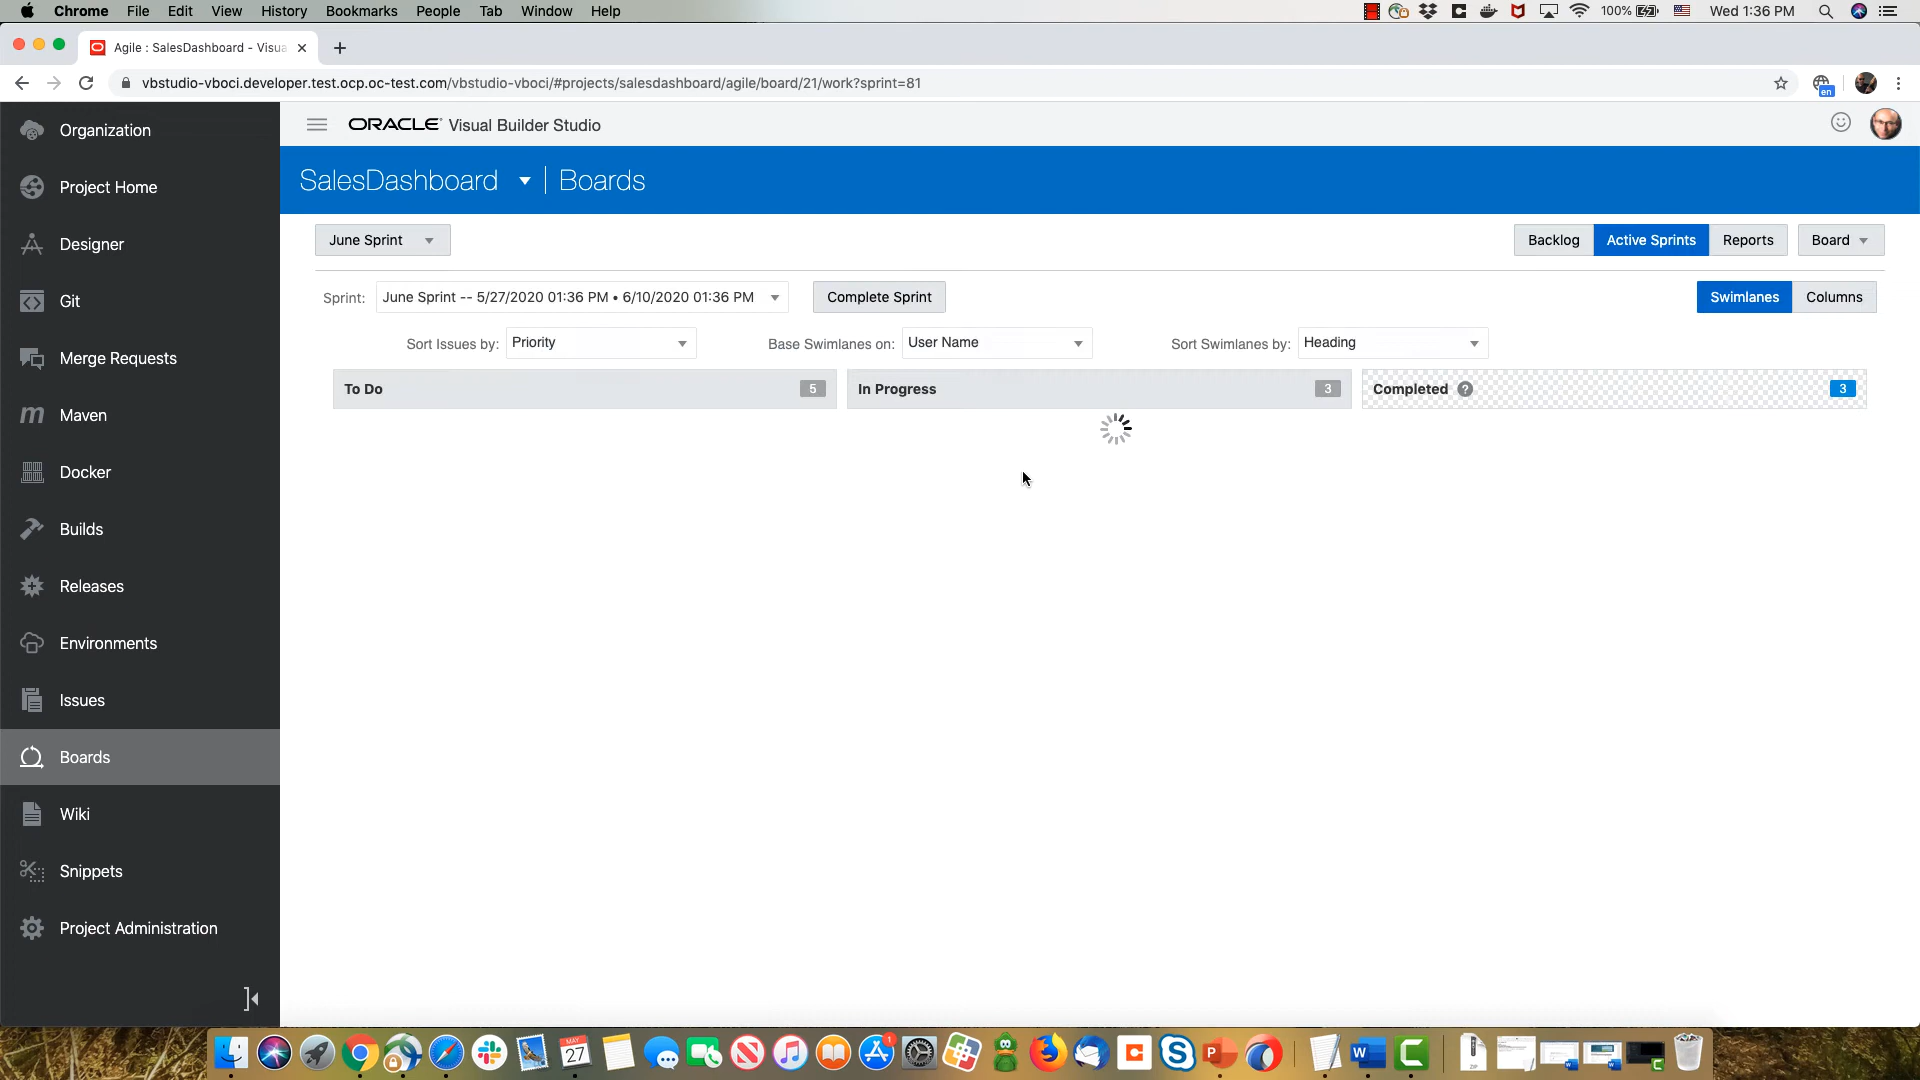 Chrome File Edit View History Bookmarks People Tab Window Help 100% Wed 1:36 PM
Agile : SalesDashboard - Visua
vbstudio-vboci.developer.test.ocp.oc-test.com/vbstudio-vboci/#projects/salesdashboard/agile/board/21/work?sprint=81
en
Organization
Project Home
Designer
Git
Merge Requests
Maven
Docker
Builds
Releases
Environments
Issues
Boards
Wiki
Snippets
Project Administration
ORACLE Visual Builder Studio
SalesDashboard Boards
June Sprint Backlog Active Sprints Reports Board
Sprint: June Sprint -- 5/27/2020 01:36 PM • 6/10/2020 01:36 PM Complete Sprint Swimlanes Columns
Sort Issues by: Priority Base Swimlanes on: User Name Sort Swimlanes by: Heading
To Do 5 In Progress 3 Completed ? 3
MAY
27
1